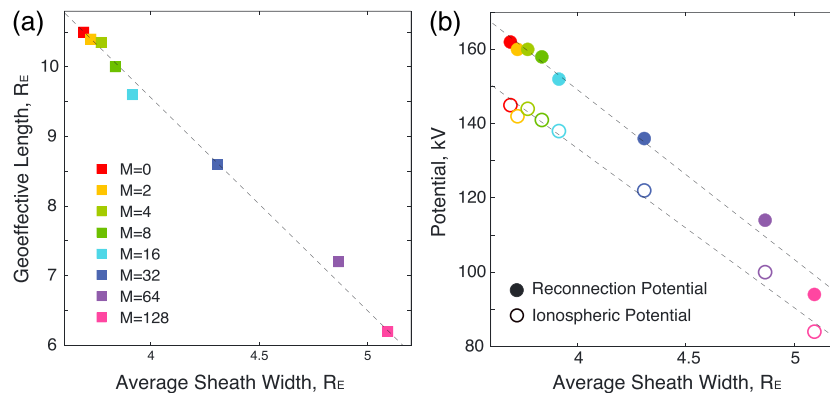 (a)
Geoeffective Length, RE
10
9
8
7
6
M=0
M=2
M=4
M=8
M=16
M=32
M=64
M=128
4
4.5
5
Average Sheath Width, RE
(b)
Potential, kV
160
140
120
100
80
Reconnection Potential
Ionospheric Potential
4
4.5
5
Average Sheath Width, RE